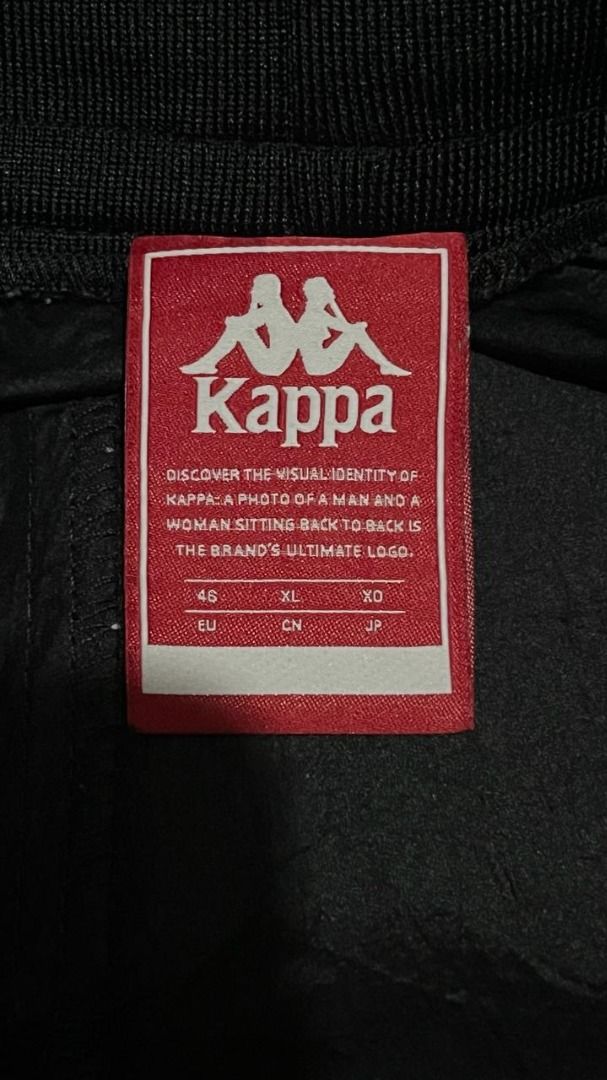 Kappa
DISCOVER THE VISUAL IDENTITY OF
KAPPA: A PHOTO OF A MAN AND A
WOMAN SITTING BACK TO BACK IS
THE BRAND'S ULTIMATE LOGO.
46 XL XO
EU CN JP